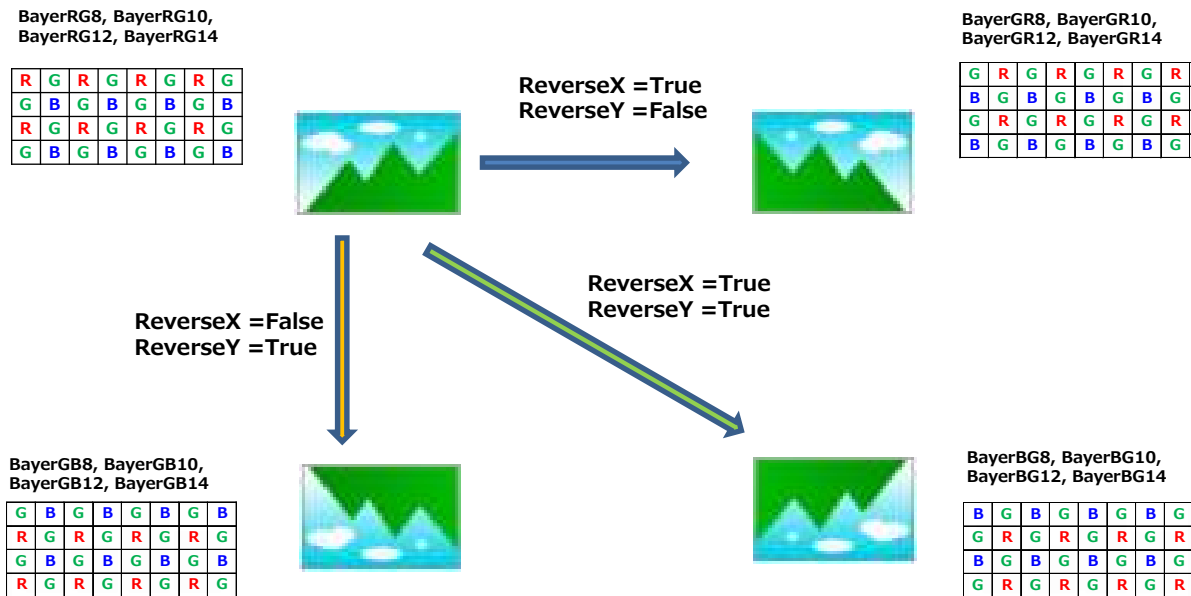 BayerRG8, BayerRG10,
BayerRG12, BayerRG14
R G R G R G R G
G B G B G B G B
R G R G R G R G
G B G B G B G B
ReverseX =True
ReverseY =False
BayerGR8, BayerGR10,
BayerGR12, BayerGR14
G R G R G R G R
B G B G B G B G
G R G R G R G R
B G B G B G B G
ReverseX =False
ReverseY =True
ReverseX =True
ReverseY =True
BayerGB8, BayerGB10,
BayerGB12, BayerGB14
G B G B G B G B
R G R G R G R G
G B G B G B G B
R G R G R G R G
BayerBG8, BayerBG10,
BayerBG12, BayerBG14
B G B G B G B G
G R G R G R G R
B G B G B G B G
G R G R G R G R